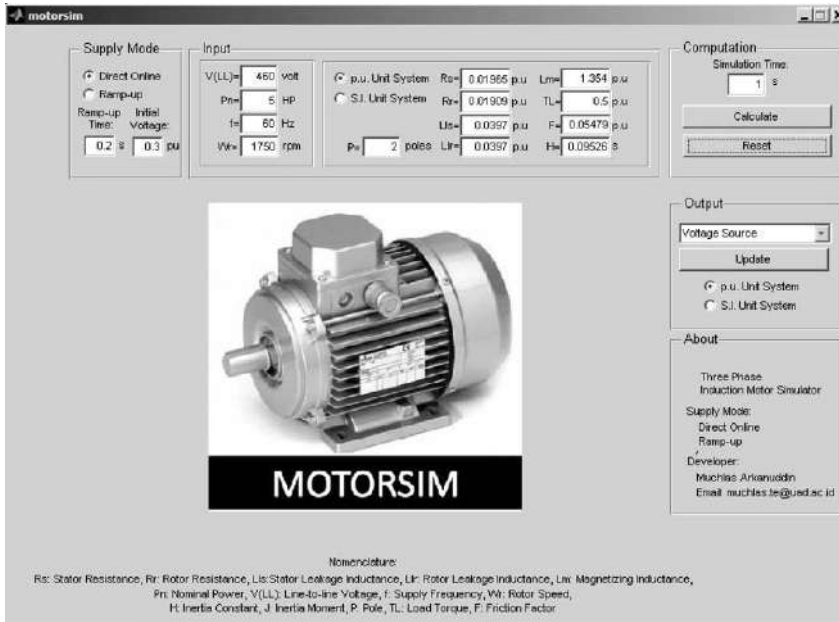 motorsim
Supply Mode
Direct Online
Ramp-up
Ramp-up Initial
Time: Voltage:
0.2 s 0.3 pu
Input
V(LL)= 460 volt
Pn= 5 HP
f= 60 Hz
Wr= 1750 rpm
p.u. Unit System
S.I. Unit System
P= 2 poles
Rs= 0.01965 p.u
Rr= 0.01909 p.u
Lls= 0.0397 p.u
Llr= 0.0397 p.u
Lm= 1.354 p.u
TL= 0.5 p.u
F= 0.05479 p.u
H= 0.09526 s
Computation
Simulation Time:
1 s
Calculate
Reset
Output
Voltage Source
Update
p.u. Unit System
S.I. Unit System
About
Three Phase
Induction Motor Simulator
Supply Mode:
Direct Online
Ramp-up
Developer:
Muchlas Arkanuddin
Email: muchlas.te@uad.ac.id
MOTORSIM
Nomenclature:
Rs: Stator Resistance, Rr: Rotor Resistance, Lls:Stator Leakage Inductance, Llr: Rotor Leakage Inductance, Lm: Magnetizing Inductance,
Pn: Nominal Power, V(LL): Line-to-line Voltage, f: Supply Frequency, Wr: Rotor Speed,
H: Inertia Constant, J: Inertia Moment, P: Pole, TL: Load Torque, F: Friction Factor